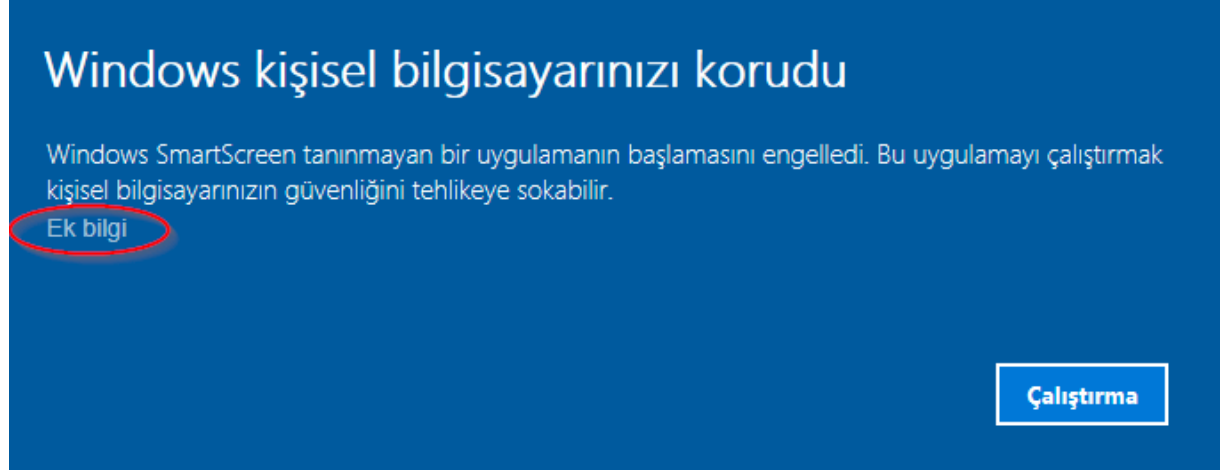 Windows kişisel bilgisayarınızı korudu
Windows SmartScreen tanınmayan bir uygulamanın başlamasını engelledi. Bu uygulamayı çalıştırmak
kişisel bilgisayarınızın güvenliğini tehlikeye sokabilir.
Ek bilgi
Çalıştırma